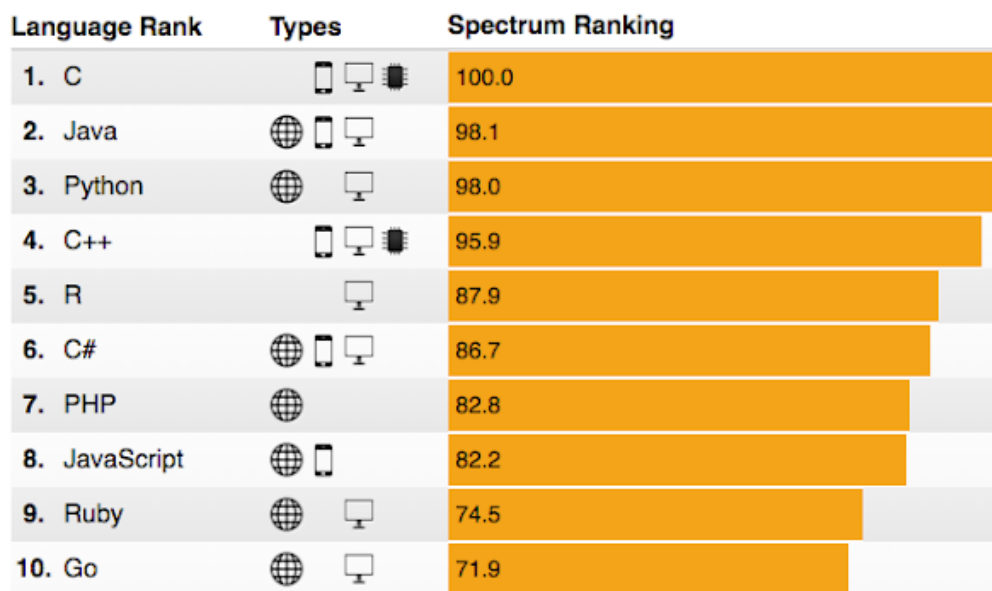 Language Rank Types Spectrum Ranking
1. C 100.0
2. Java 98.1
3. Python 98.0
4. C++ 95.9
5. R 87.9
6. C# 86.7
7. PHP 82.8
8. JavaScript 82.2
9. Ruby 74.5
10. Go 71.9